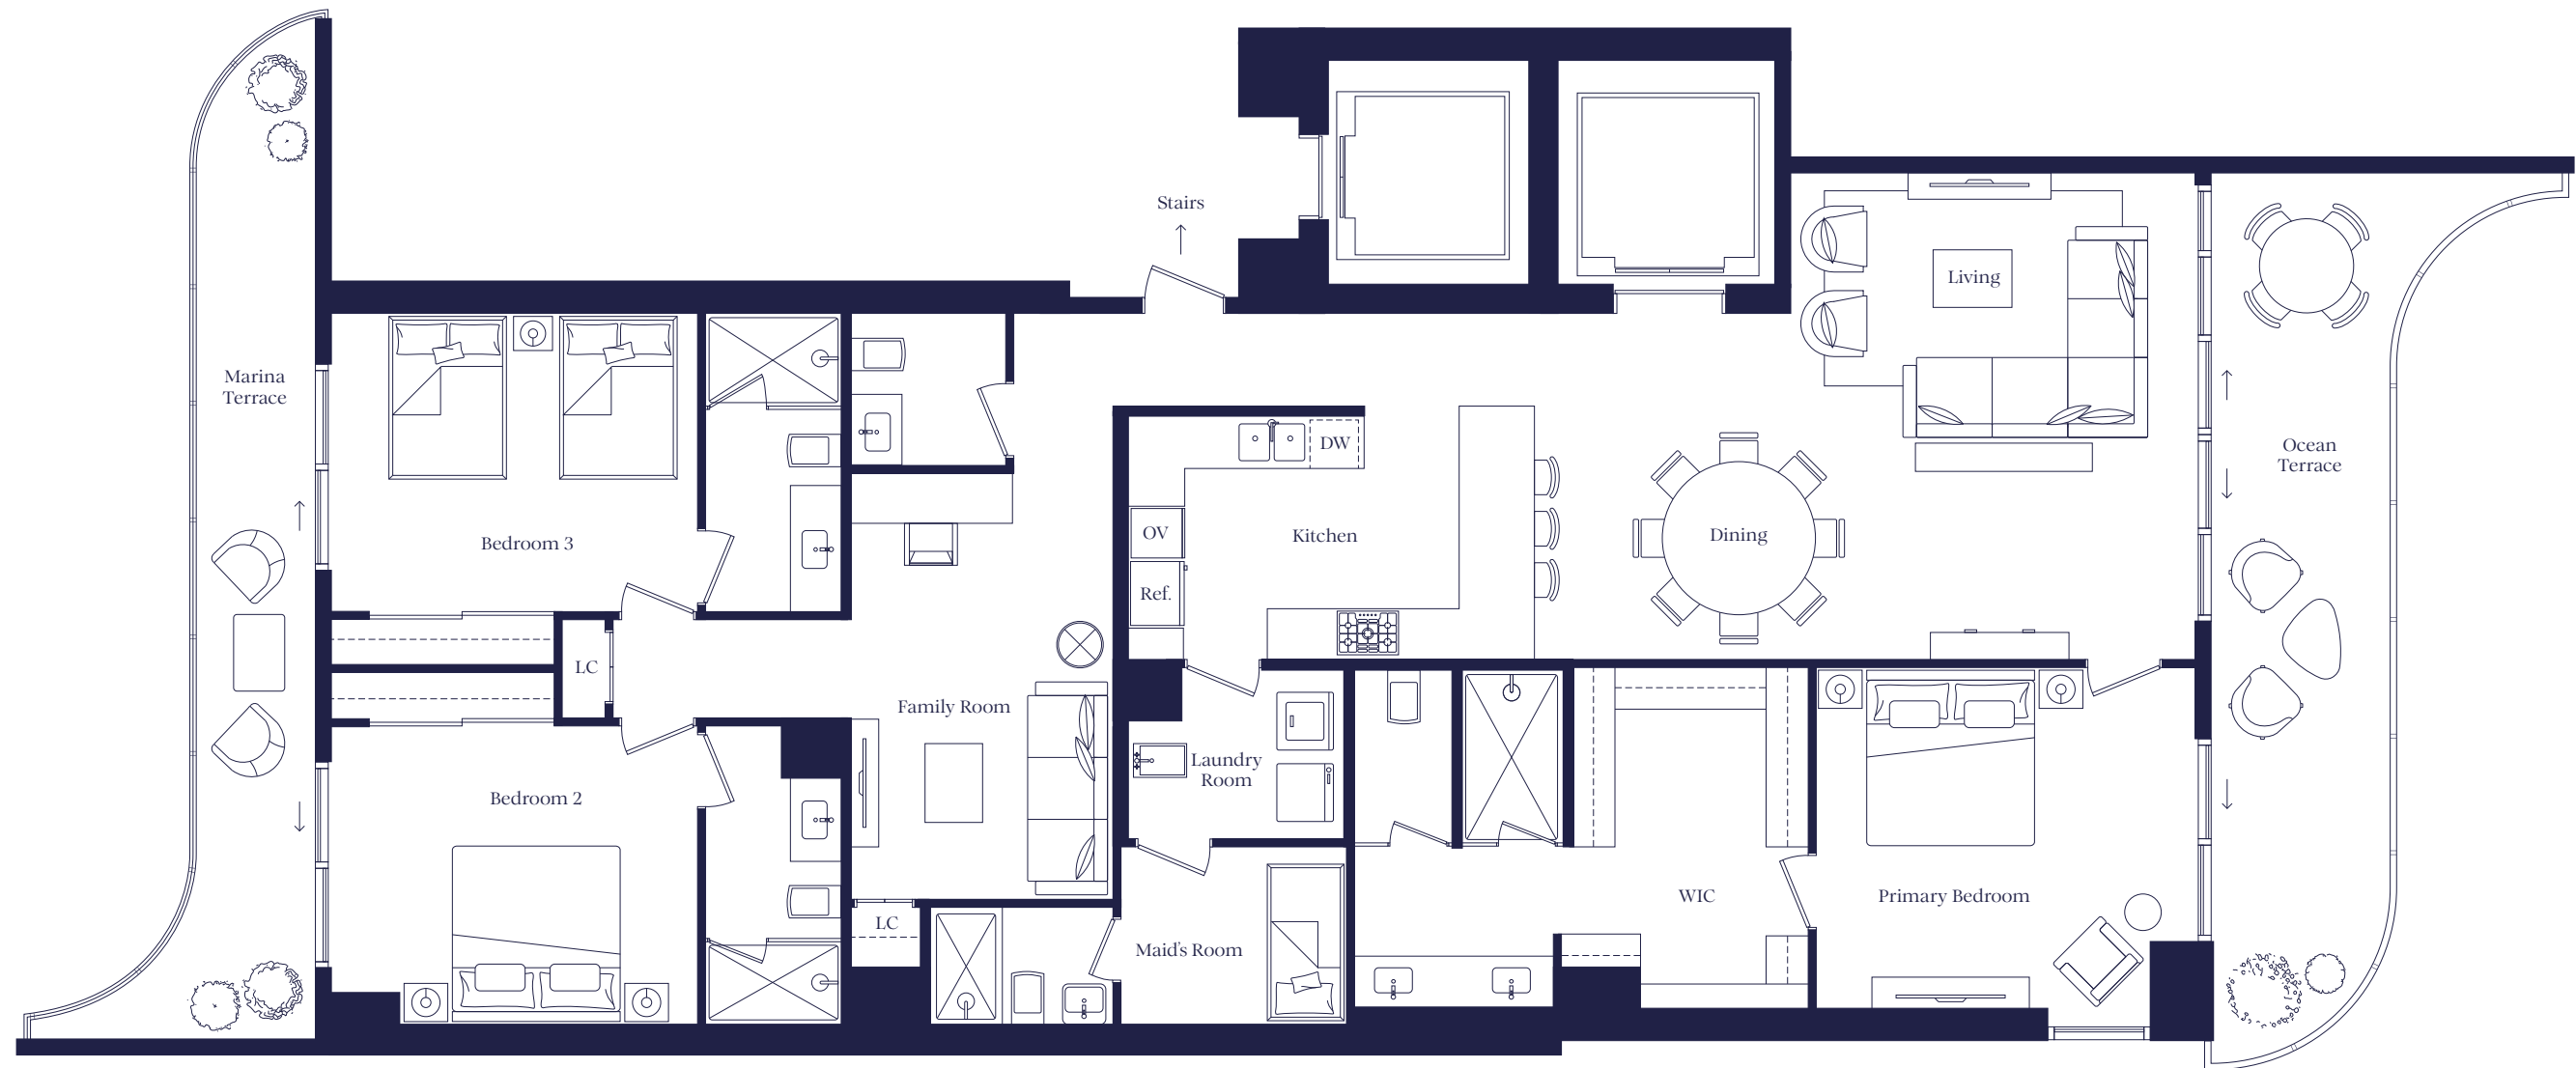 Stairs
Living
Marina
Terrace
Ocean
Terrace
DW
OV
Kitchen
Dining
Bedroom 3
Ref.
LC
Family Room
Laundry
Room
Bedroom 2
WIC
Primary Bedroom
LC
Maid's Room